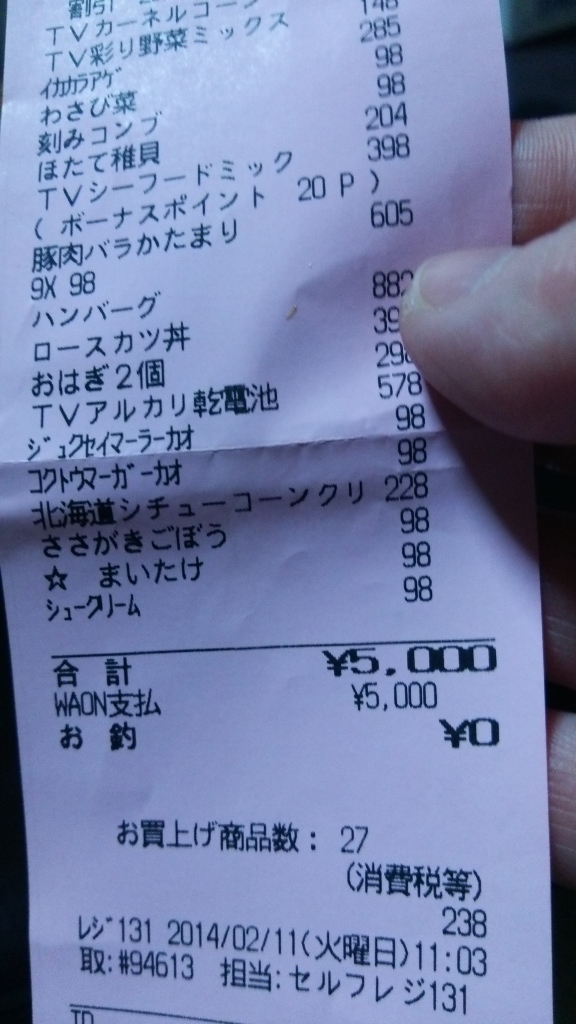 割引
TVカーネルコーン 148
TV彩り野菜ミックス 285
イカカラアゲ 98
わさび菜 98
刻みコンブ 204
ほたて稚貝 398
TVシーフードミック
(ボーナスポイント 20P)
豚肉バラかたまり 605
9X 98
ハンバーグ 882
ロースカツ丼 39
おはぎ2個 298
TVアルカリ乾電池 578
ジュクセイマーラーカオ 98
コクトウマーガーカオ 98
北海道シチューコーンクリ 228
ささがきごぼう 98
☆ まいたけ 98
シュークリーム 98
合計 ¥5,000
WAON支払 ¥5,000
お釣 ¥0
お買上げ商品数: 27
(消費税等)
238
レジ131 2014/02/11(火曜日)11:03
取:#94613 担当:セルフレジ131